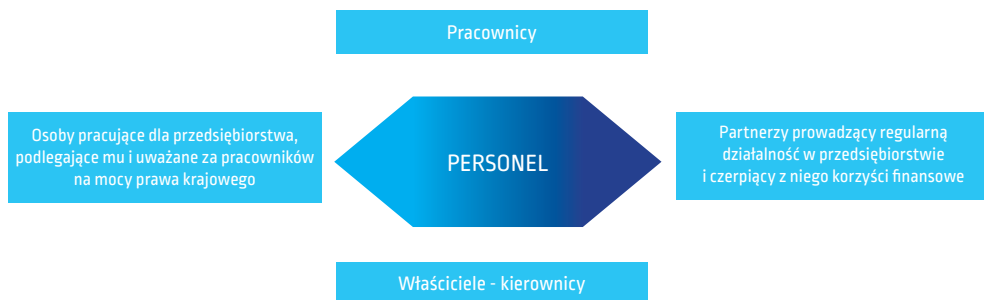 Pracownicy
Osoby pracujące dla przedsiębiorstwa,
podlegające mu i uważane za pracowników
na mocy prawa krajowego
PERSONEL
Partnerzy prowadzący regularną
działalność w przedsiębiorstwie
i czerpiący z niego korzyści finansowe
Właściciele - kierownicy